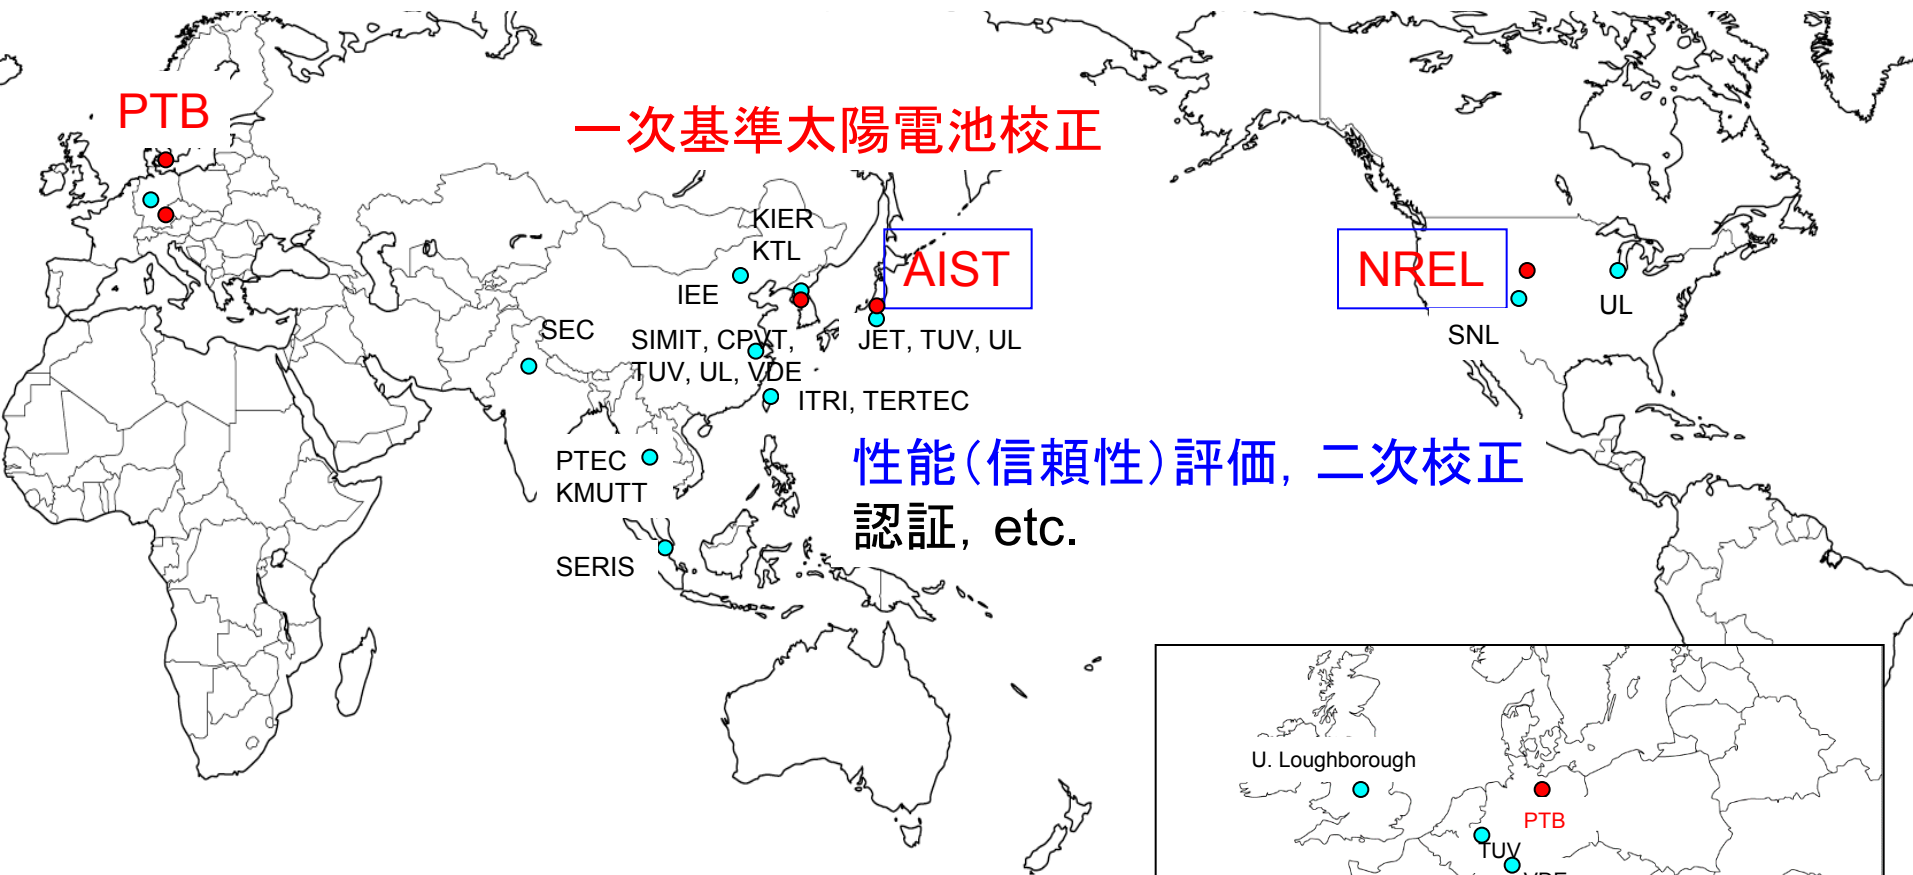 PTB
一次基準太陽電池校正
KIER
KTL
AIST
NREL
IEE
UL
SEC
SIMIT, CPVT,
TUV, UL, VDE
JET, TUV, UL
SNL
ITRI, TERTEC
性能(信頼性)評価, 二次校正
PTEC
KMUTT
認証, etc.
SERIS
U. Loughborough
PTB
TUV
VDE